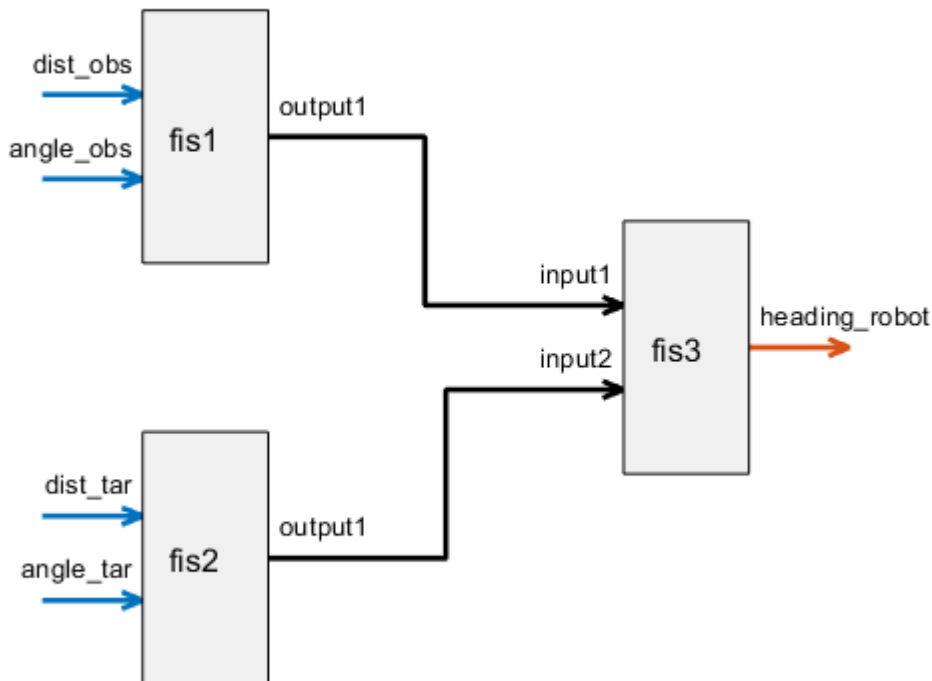 dist_obs
angle_obs
fis1
output1
input1
input2
fis3
heading_robot
dist_tar
angle_tar
fis2
output1